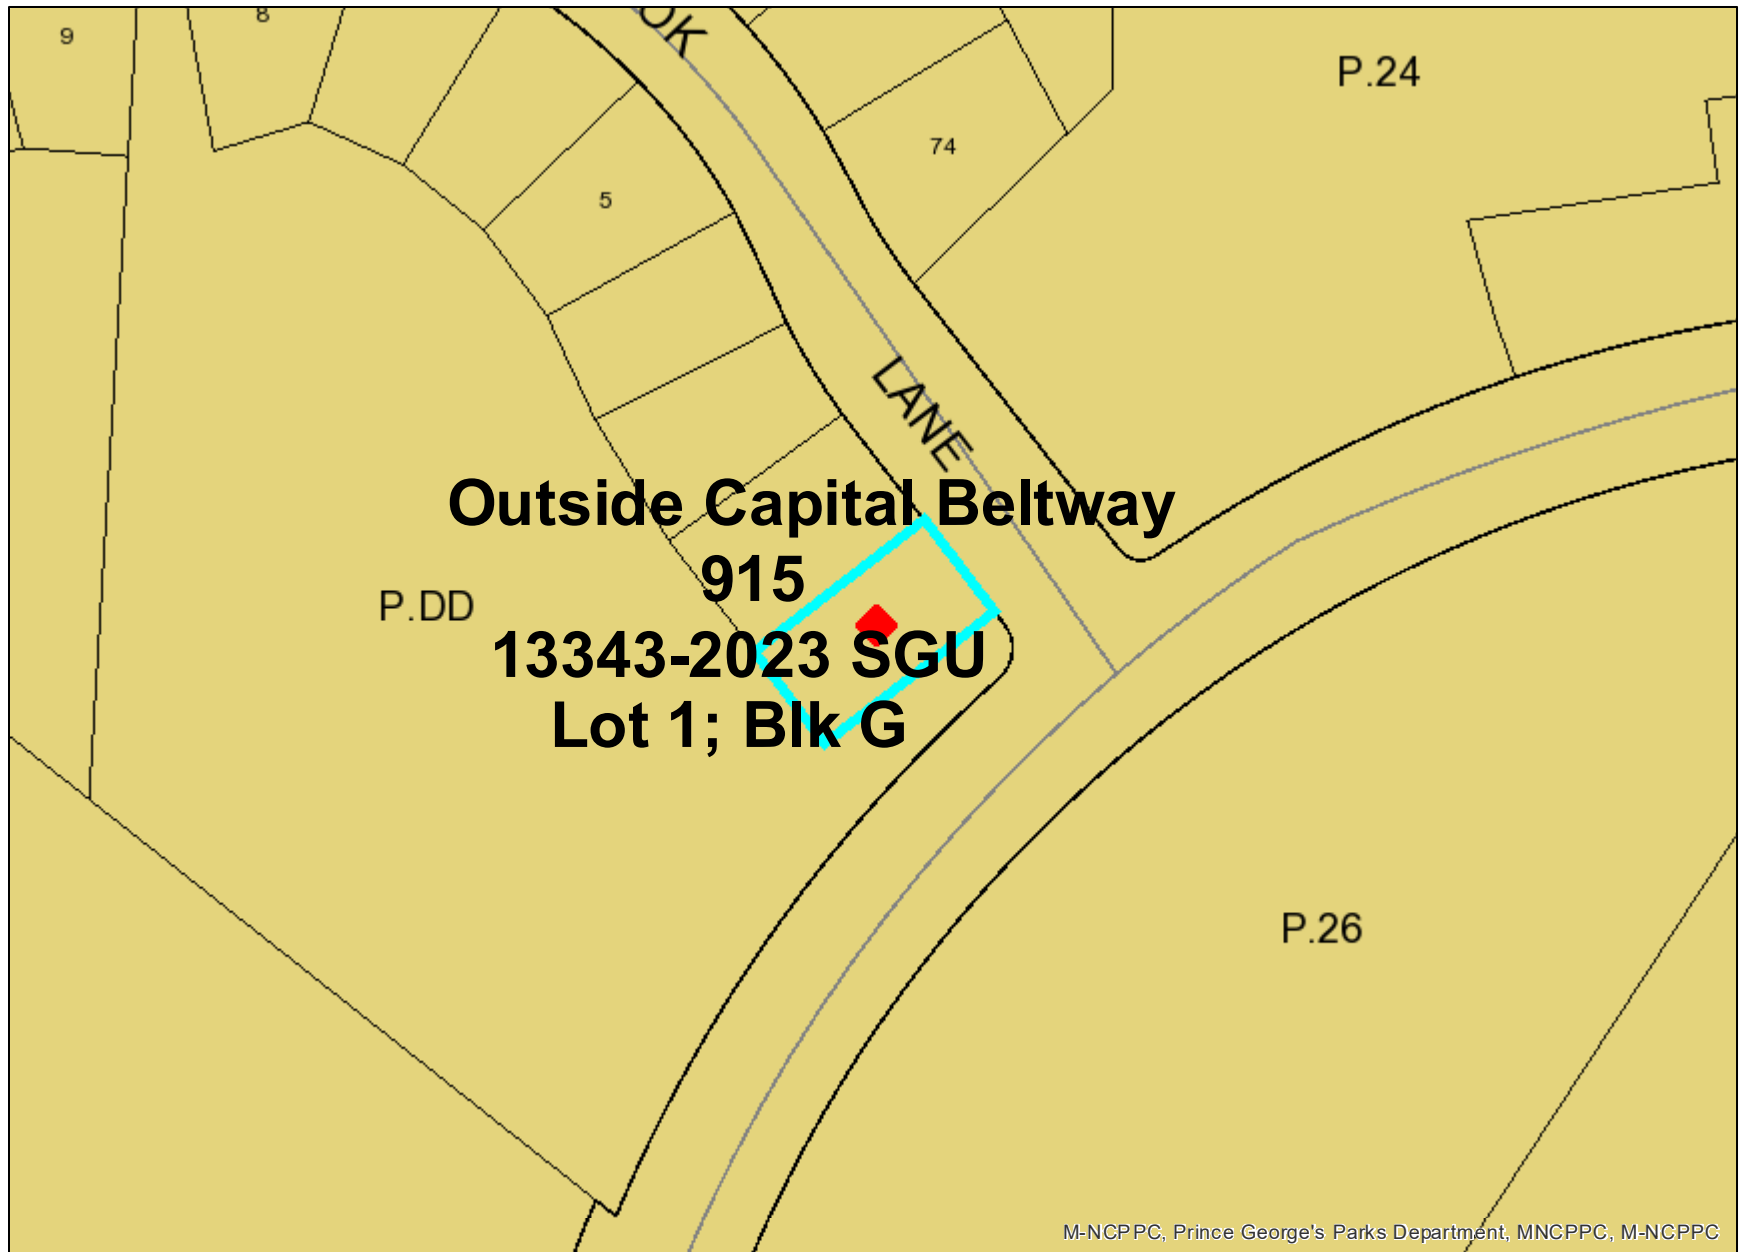 9
8
P.24
74
5
LANE
Outside Capital Beltway
915
P.DD
13343-2023 SGU
Lot 1; Blk G
P.26
M-NCPPC, Prince George's Parks Department, MNCPPC, M-NCPPC